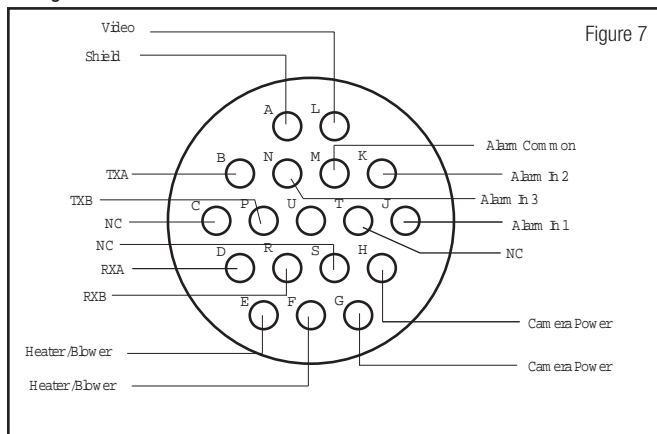 Figure 7
Video
Shield
A L
Alarm Common
B N M K
TXA
Alarm In 2
TXB
Alarm In 3
C P U T J
NC
Alarm In 1
NC
NC
D R S H
RXA
RXB
E F G
Camera Power
Heater/Blower
Camera Power
Heater/Blower